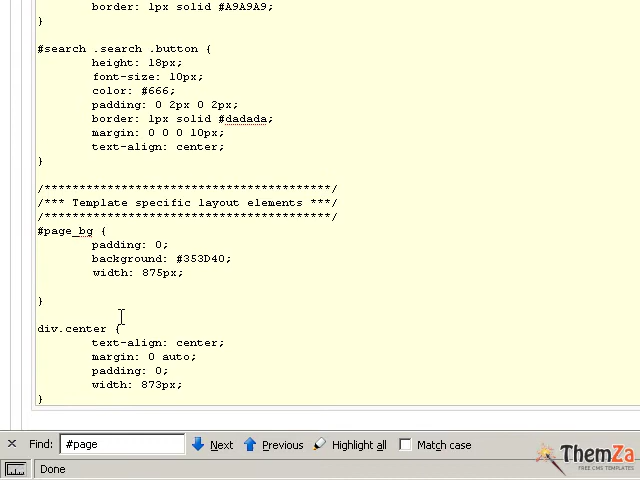 border: 1px solid #A9A9A9;
}
#search .search .button {
height: 18px;
font-size: 10px;
color: #666;
padding: 0 2px 0 2px;
border: 1px solid #dadada;
margin: 0 0 0 10px;
text-align: center;
}
/*****************************************/
/*** Template specific layout elements ***/
/*****************************************/
#page_bg {
padding: 0;
background: #353D40;
width: 875px;
}
div.center {
text-align: center;
margin: 0 auto;
padding: 0;
width: 873px;
}
Find: #page Next Previous Highlight all Match case
Done
ThemZa
FREE CMS TEMPLATES